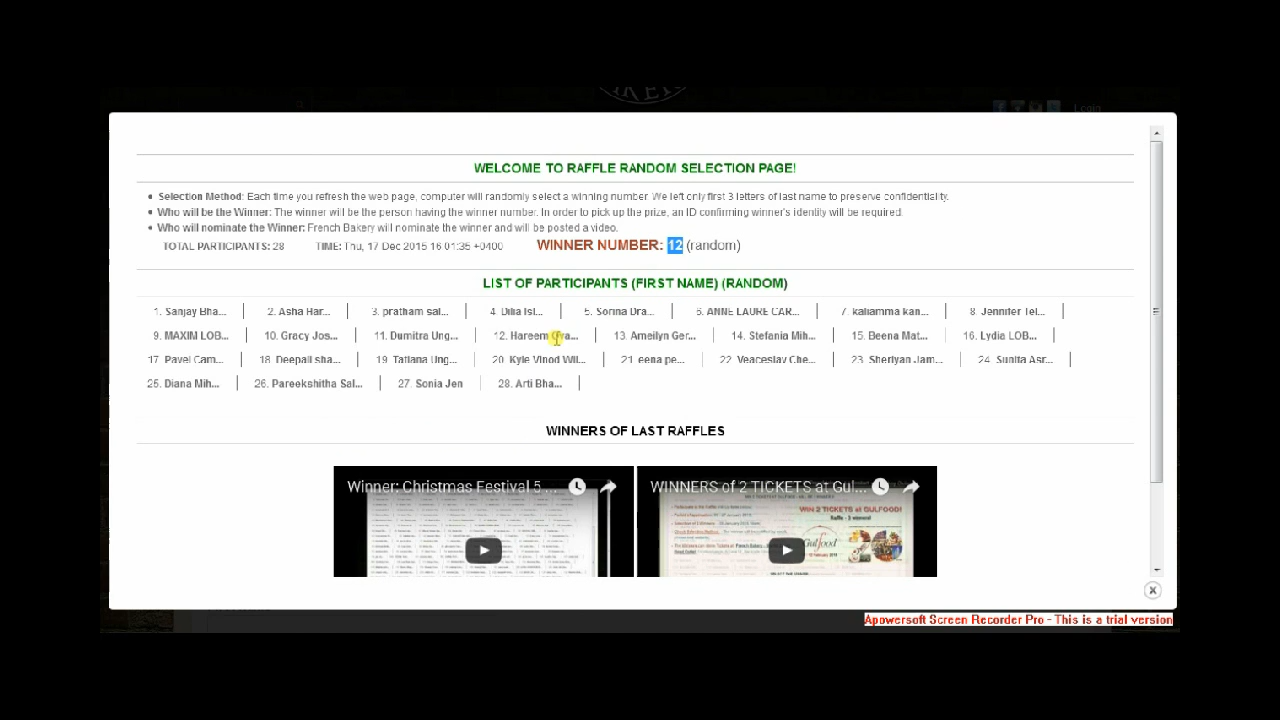 Login
WELCOME TO RAFFLE RANDOM SELECTION PAGE!
• Selection Method: Each time you refresh the web page, computer will randomly select a winning number. We left only first 3 letters of last name to preserve confidentiality.
• Who will be the Winner: The winner will be the person having the winner number. In order to pick up the prize, an ID confirming winner's identity will be required.
• Who will nominate the Winner: French Bakery will nominate the winner and will be posted a video.
TOTAL PARTICIPANTS: 28 TIME: Thu, 17 Dec 2015 16 01:35 +0400 WINNER NUMBER: 12 (random)
LIST OF PARTICIPANTS (FIRST NAME) (RANDOM)
1. Sanjay Bha... 2. Asha Har... 3. pratham sal... 4. Dilia Isl... 5. Sorina Dra... 6. ANNE LAURE CAR... 7. kaliamma kan... 8. Jennifer Tei...
9. MAXIM LOB... 10. Gracy Jos... 11. Dumitra Ung... 12. Hareem 13. Ameilyn Ger... 14. Stefania Mih... 15. Beena Mat... 16. Lydia LOB...
17. Pavel Cam... 18. Deepali sha... 19. Tatiana Ung... 20. Kyle Vinod Wil... 21. eena pe... 22. Veaceslav Che... 23. Sheriyan Jam... 24. Sunita Asr...
25. Diana Mih... 26. Pareekshitha Sal... 27. Sonia Jen 28. Arti Bha...
WINNERS OF LAST RAFFLES
Winner: Christmas Festival 5 ... WINNERS of 2 TICKETS at Gul...
WIN 2 TICKETS at GULFOOD!
Gulfood
Apowersoft Screen Recorder Pro - This is a trial version